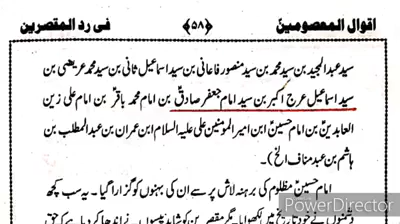 اقوال المعصومین ﴿۵۸﴾ فی رد المقصرین
سید عبدالمجید بن سید محمد بن سید منصور فاعانی بن سید اسماعیل ثانی بن سید محمد عریضی بن
سید اسماعیل عرج اکبر بن سید امام جعفر صادقؑ بن امام محمد باقرؑ بن امام علی زین
العابدینؑ بن امام حسینؑ ابن امیر المومنین علی علیہ السلام ابن عمران بن عبدالمطلب بن
ہاشم بن عبد مناف الخ)۔
امام حسینؑ مظلوم کی برہنہ لاش پر سے ان کی بہنوں کو گزارا گیا۔ یہ سب کچھ
PowerDirector